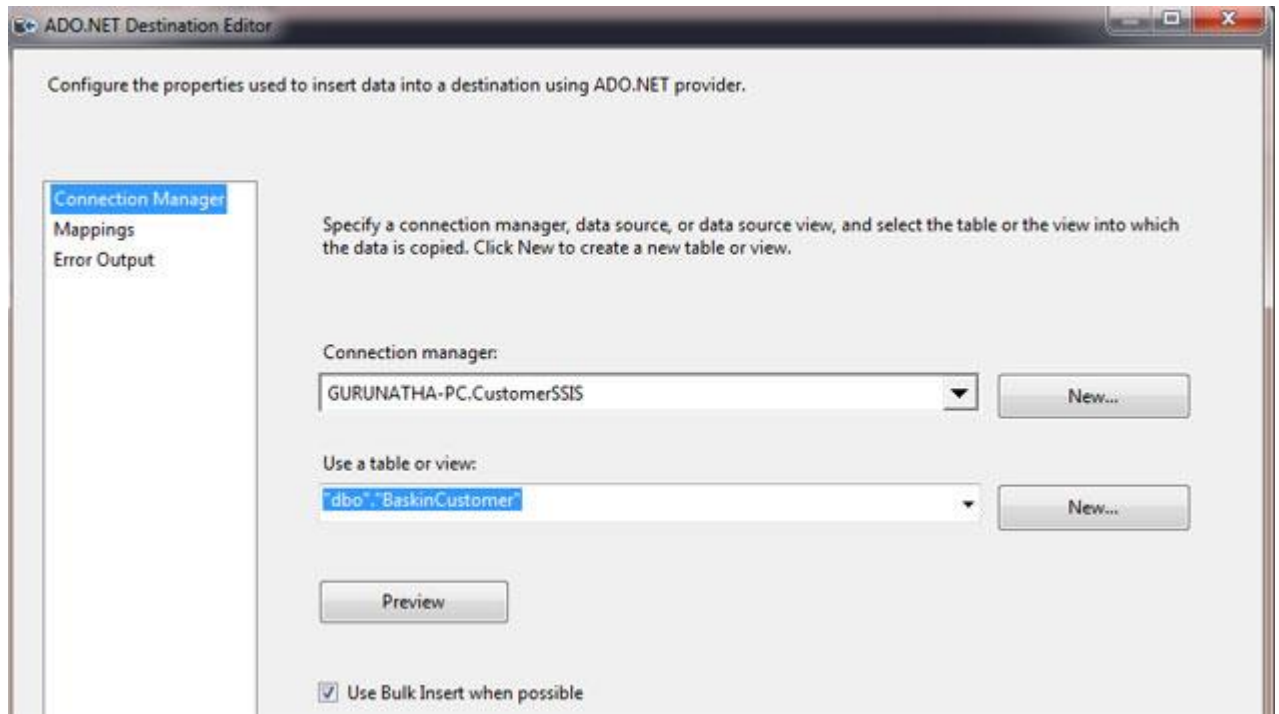 ADO.NET Destination Editor
Configure the properties used to insert data into a destination using ADO.NET provider.
Connection Manager
Mappings
Error Output
Specify a connection manager, data source, or data source view, and select the table or the view into which
the data is copied. Click New to create a new table or view.
Connection manager:
GURUNATHA-PC.CustomerSSIS
New...
Use a table or view:
"dbo"."BaskinCustomer"
New...
Preview
Use Bulk Insert when possible